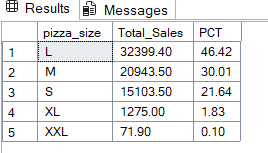 Results Messages
pizza_size Total_Sales PCT
1 L 32399.40 46.42
2 M 20943.50 30.01
3 S 15103.50 21.64
4 XL 1275.00 1.83
5 XXL 71.90 0.10